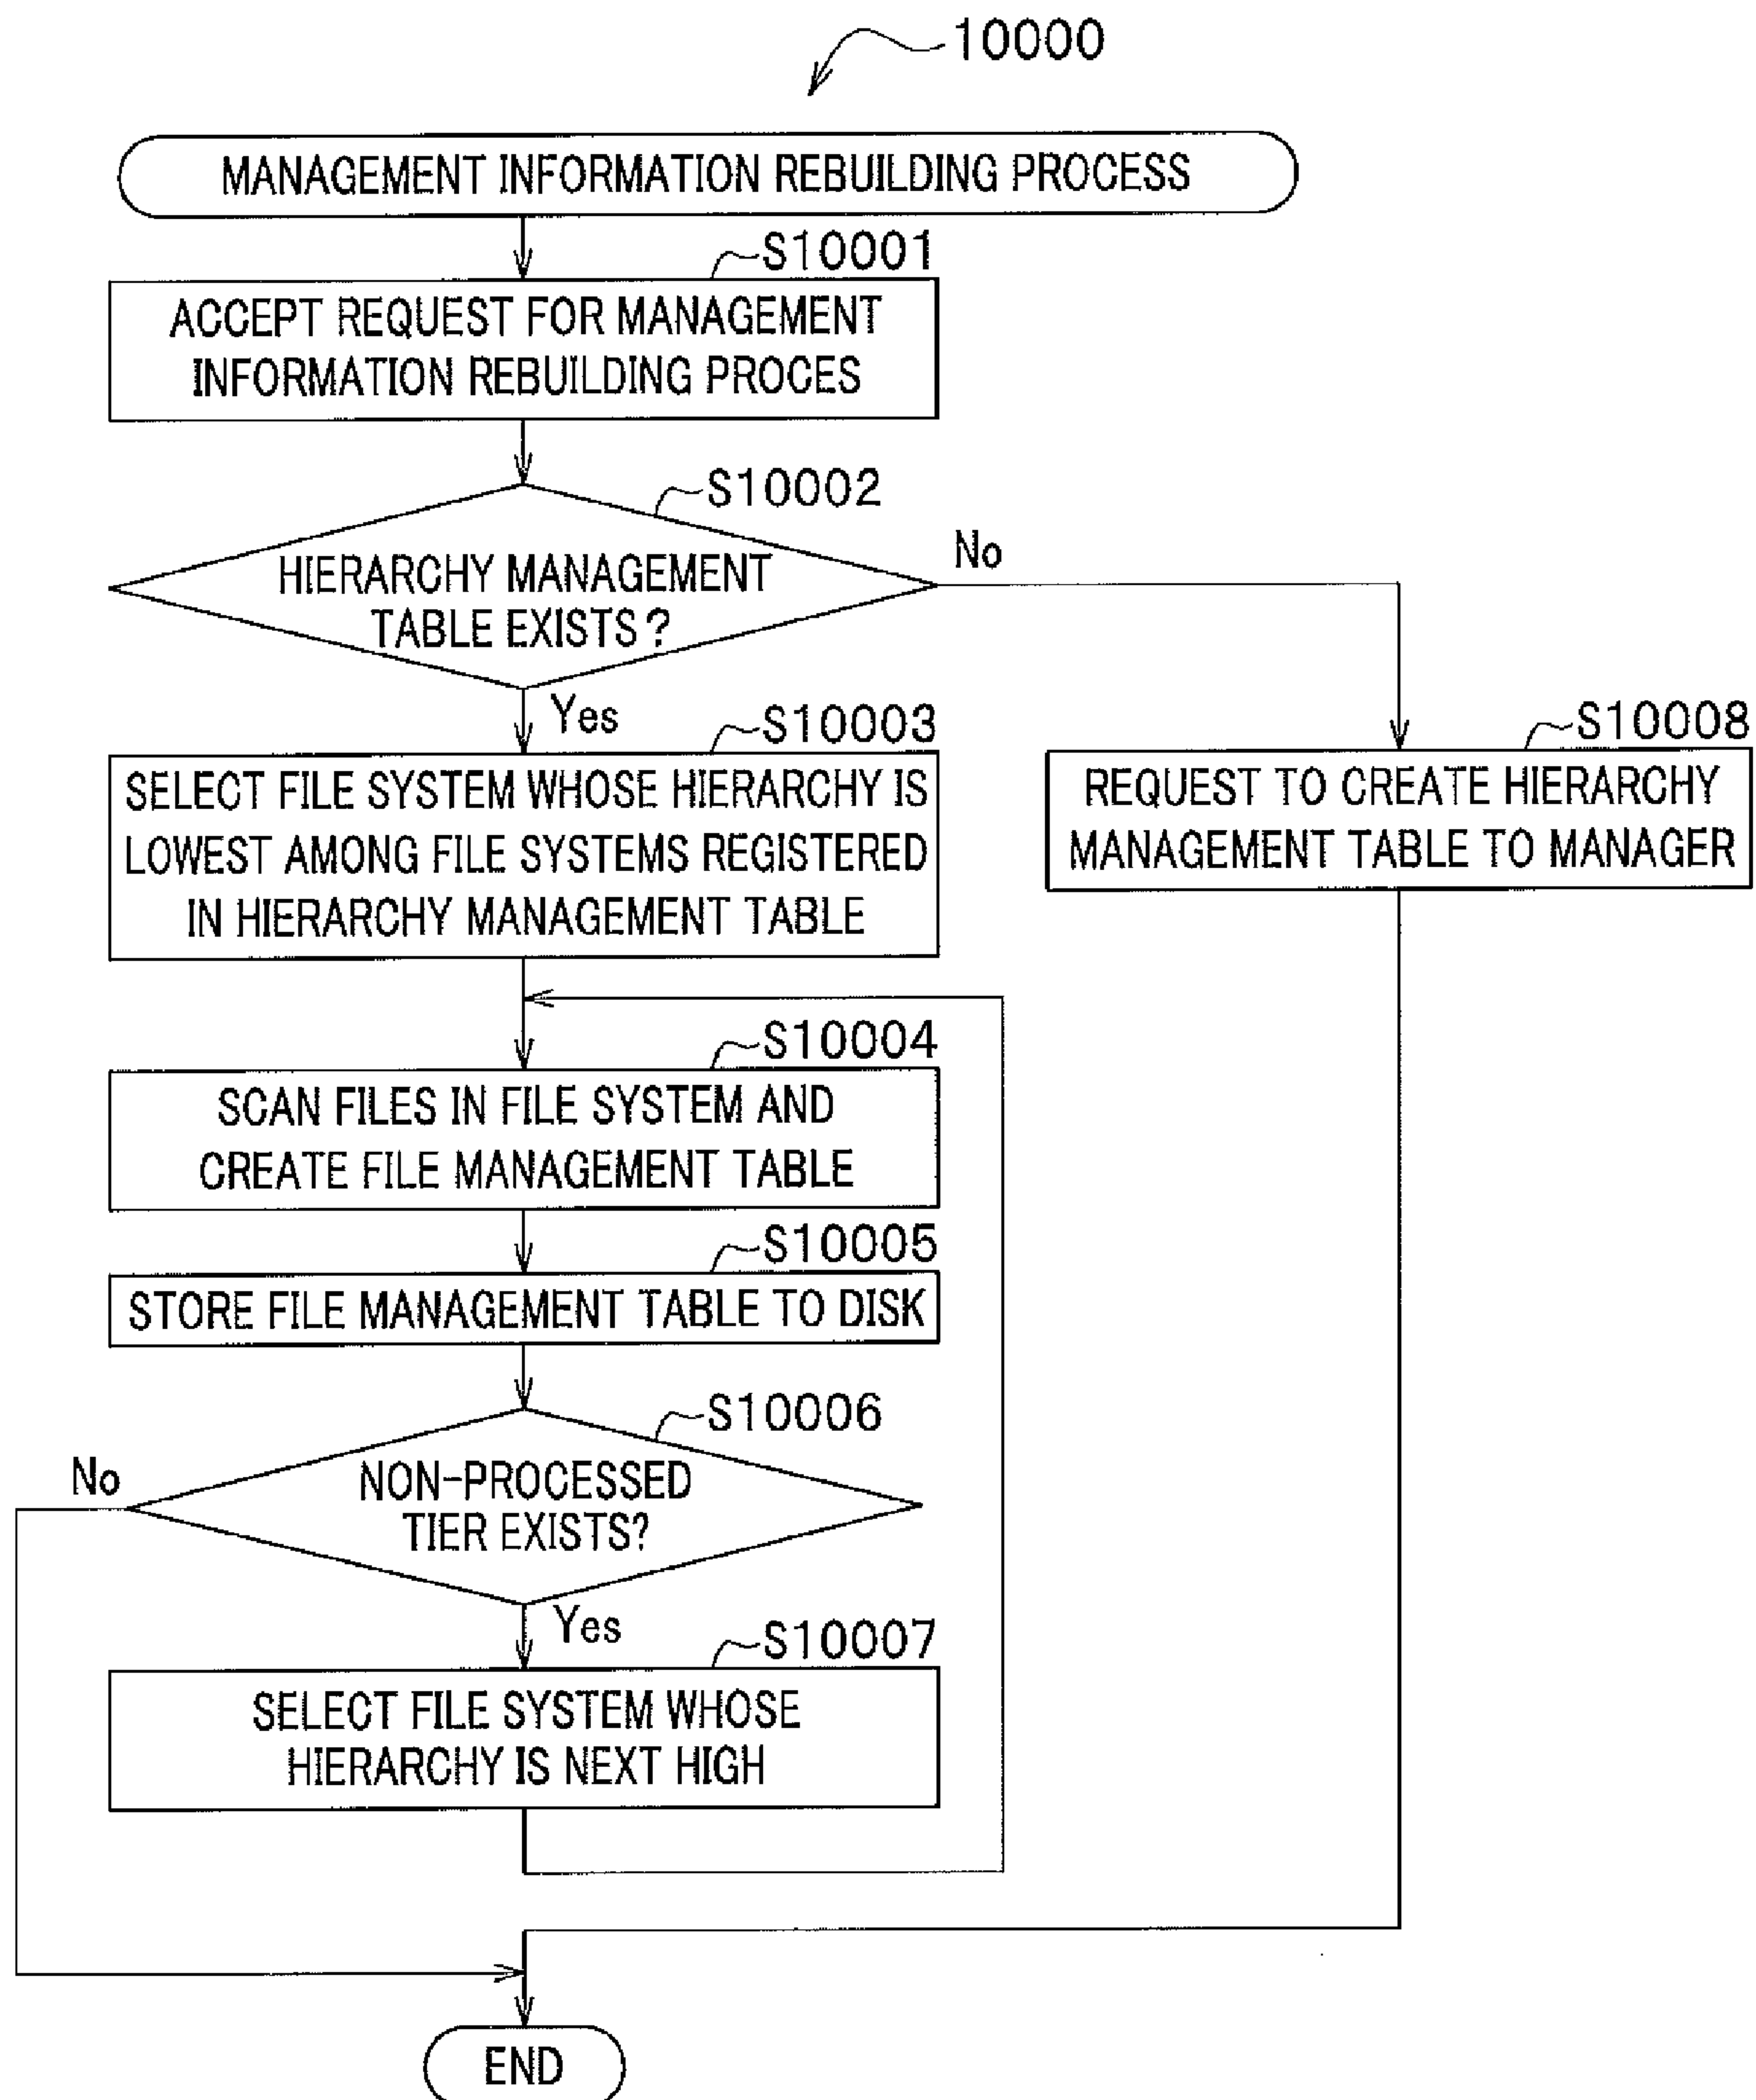 10000
MANAGEMENT INFORMATION REBUILDING PROCESS
S10001
ACCEPT REQUEST FOR MANAGEMENT
INFORMATION REBUILDING PROCES
S10002
HIERARCHY MANAGEMENT
TABLE EXISTS?
No
Yes
S10003
SELECT FILE SYSTEM WHOSE HIERARCHY IS
LOWEST AMONG FILE SYSTEMS REGISTERED
IN HIERARCHY MANAGEMENT TABLE
S10008
REQUEST TO CREATE HIERARCHY
MANAGEMENT TABLE TO MANAGER
S10004
SCAN FILES IN FILE SYSTEM AND
CREATE FILE MANAGEMENT TABLE
S10005
STORE FILE MANAGEMENT TABLE TO DISK
S10006
NON-PROCESSED
TIER EXISTS?
No
Yes
S10007
SELECT FILE SYSTEM WHOSE
HIERARCHY IS NEXT HIGH
END